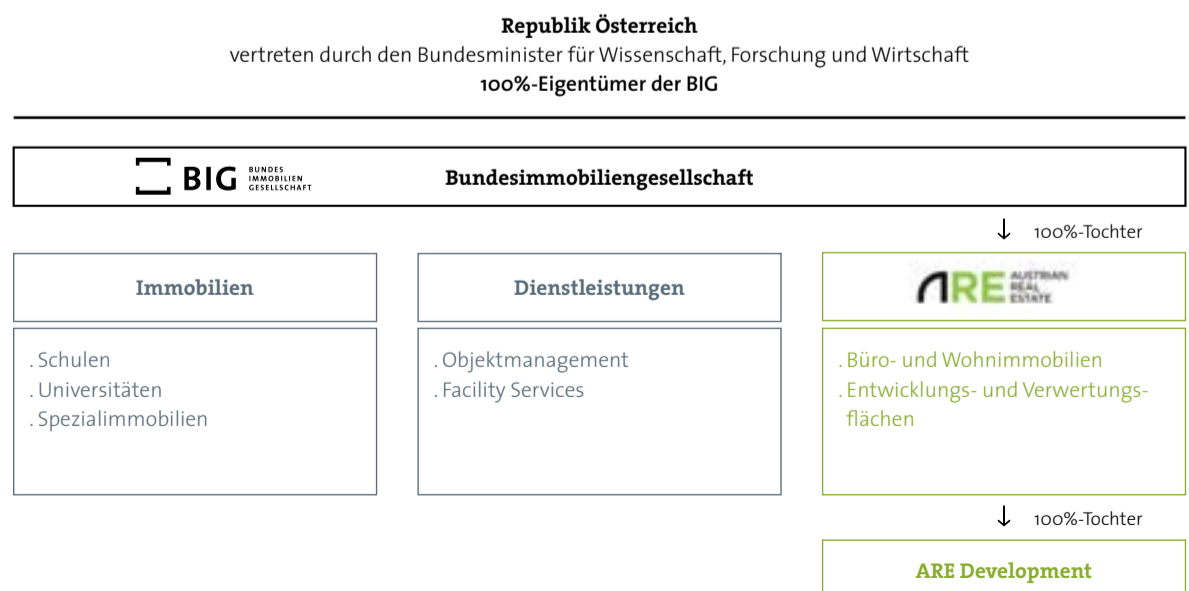 Republik Österreich
vertreten durch den Bundesminister für Wissenschaft, Forschung und Wirtschaft
100%-Eigentümer der BIG
BIG BUNDES
IMMOBILIEN
GESELLSCHAFT
Bundesimmobiliengesellschaft
↓ 100%-Tochter
Immobilien
. Schulen
. Universitäten
. Spezialimmobilien
Dienstleistungen
. Objektmanagement
. Facility Services
ARE AUSTRIAN
REAL
ESTATE
. Büro- und Wohnimmobilien
. Entwicklungs- und Verwertungs-
flächen
↓ 100%-Tochter
ARE Development